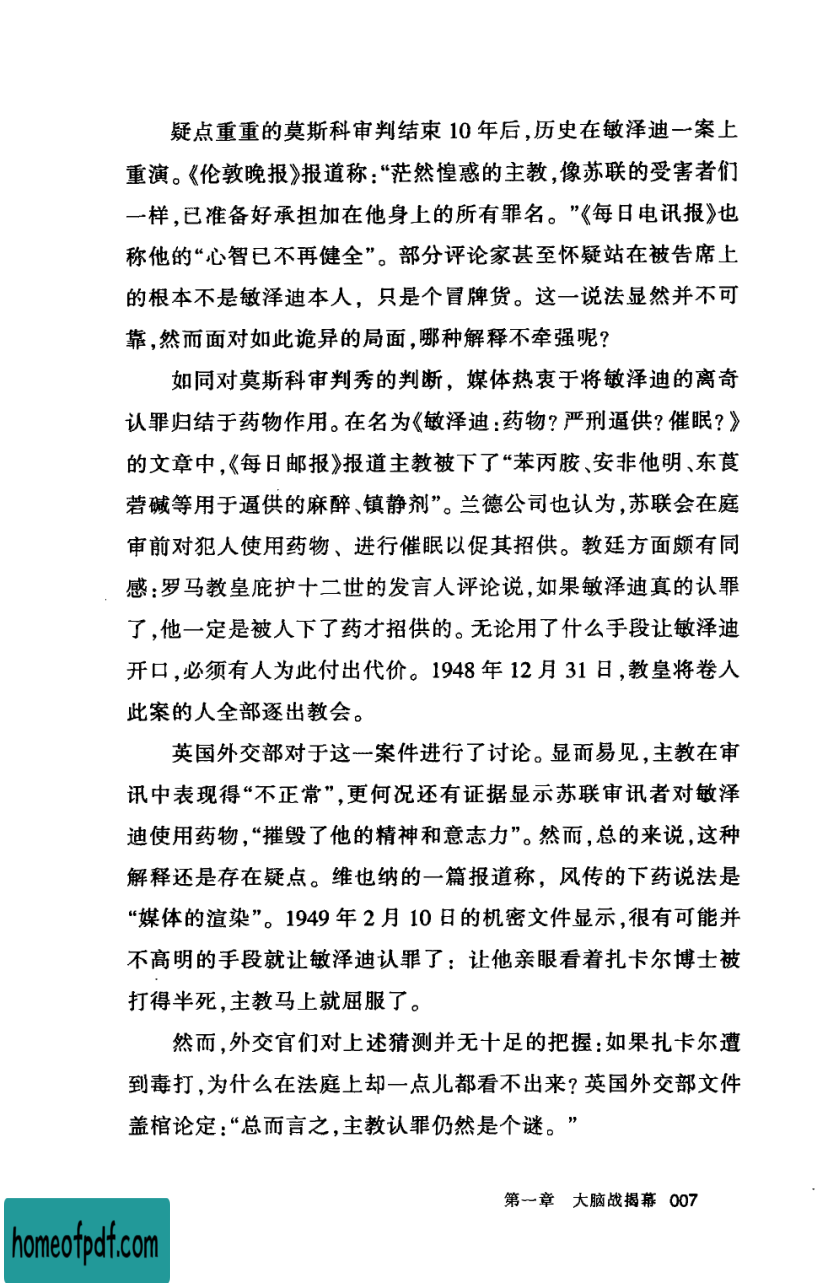 疑点重重的莫斯科审判结束 10 年后,历史在敏泽迪一案上
重演。《伦敦晚报》报道称:“茫然惶惑的主教,像苏联的受害者们
一样,已准备好承担加在他身上的所有罪名。”《每日电讯报》也
称他的“心智已不再健全”。部分评论家甚至怀疑站在被告席上
的根本不是敏泽迪本人，只是个冒牌货。这一说法显然并不可
靠,然而面对如此诡异的局面,哪种解释不牵强呢?
如同对莫斯科审判秀的判断，媒体热衷于将敏泽迪的离奇
认罪归结于药物作用。在名为《敏泽迪:药物?严刑逼供?催眠?》
的文章中,《每日邮报》报道主教被下了“苯丙胺、安非他明、东莨
菪碱等用于逼供的麻醉、镇静剂”。兰德公司也认为,苏联会在庭
审前对犯人使用药物、进行催眠以促其招供。教廷方面颇有同
感:罗马教皇庇护十二世的发言人评论说,如果敏泽迪真的认罪
了,他一定是被人下了药才招供的。无论用了什么手段让敏泽迪
开口,必须有人为此付出代价。1948 年 12 月 31 日,教皇将卷人
此案的人全部逐出教会。
英国外交部对于这一案件进行了讨论。显而易见,主教在审
讯中表现得“不正常”,更何况还有证据显示苏联审讯者对敏泽
迪使用药物,“摧毁了他的精神和意志力”。然而,总的来说,这种
解释还是存在疑点。维也纳的一篇报道称，风传的下药说法是
“媒体的渲染”。1949 年 2 月 10 日的机密文件显示,很有可能并
不高明的手段就让敏泽迪认罪了：让他亲眼看着扎卡尔博士被
打得半死,主教马上就屈服了。
然而,外交官们对上述猜测并无十足的把握:如果扎卡尔遭
到毒打,为什么在法庭上却一点儿都看不出来?英国外交部文件
盖棺论定:“总而言之,主教认罪仍然是个谜。”
第一章 大脑战揭幕 007
homeofpdf.com